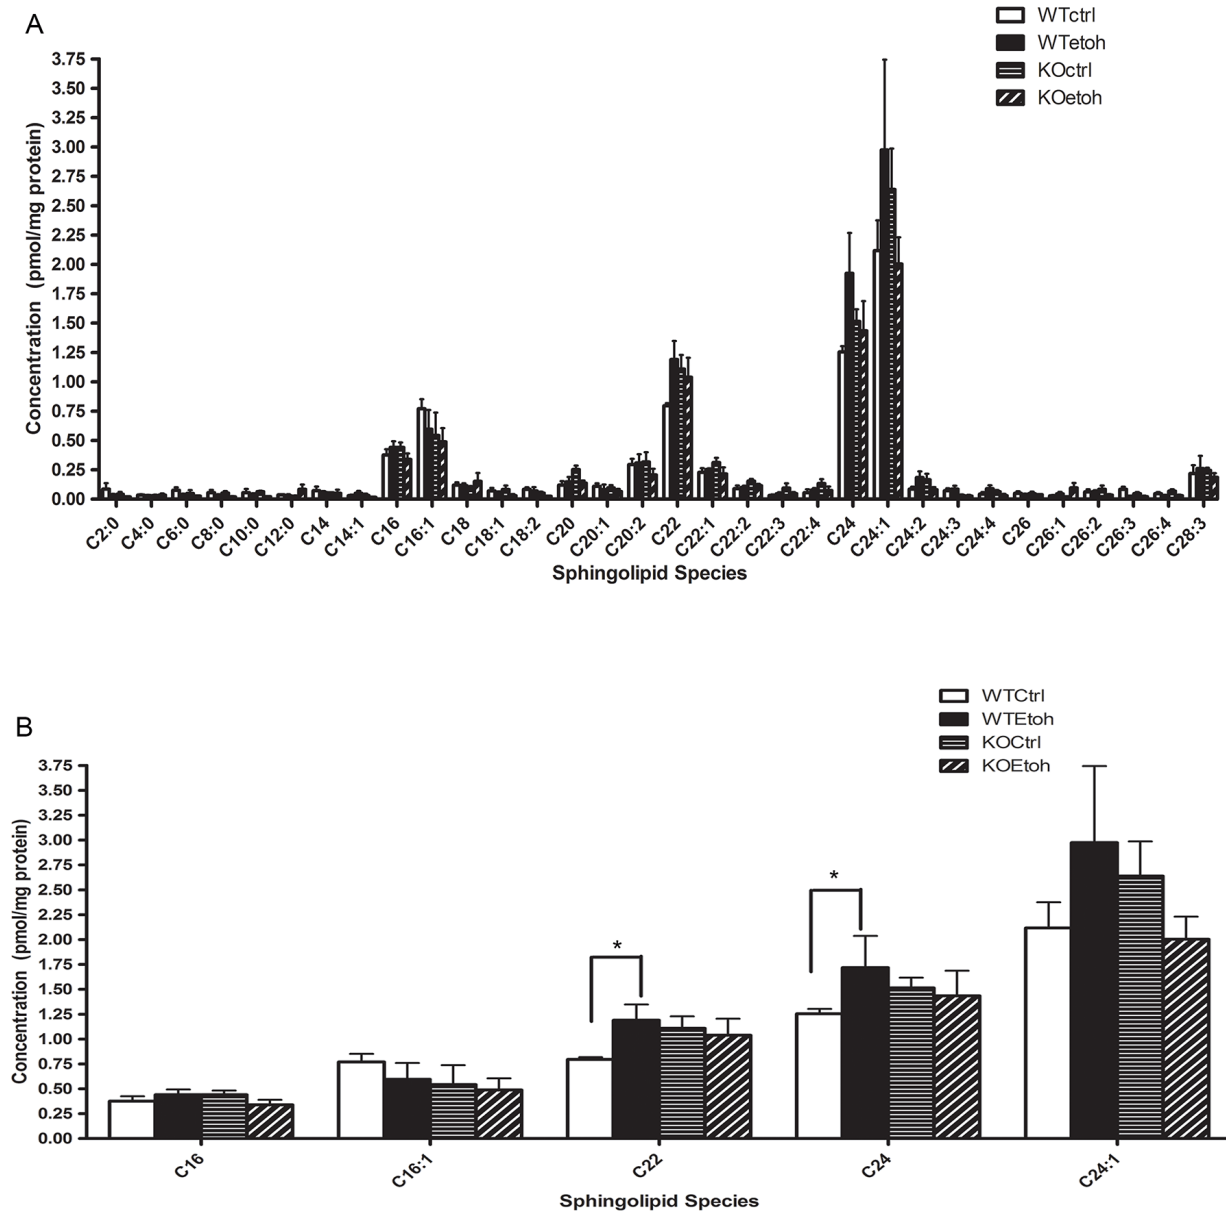 A
WTctrl
WTetoh
KOctrl
KOetoh
3.75
3.50
3.25
3.00
2.75
2.50
2.25
2.00
1.75
1.50
1.25
1.00
0.75
0.50
0.25
0.00
Concentration (pmol/mg protein)
C2:0 C4:0 C6:0 C8:0 C10:0 C12:0 C14 C14:1 C16 C16:1 C18 C18:1 C18:2 C20 C20:1 C20:2 C22 C22:1 C22:2 C22:3 C22:4 C24 C24:1 C24:2 C24:3 C24:4 C26 C26:1 C26:2 C26:3 C26:4 C28:3
Sphingolipid Species
B
WTCtrl
WTEtoh
KOCtrl
KOEtoh
3.75
3.50
3.25
3.00
2.75
2.50
2.25
2.00
1.75
1.50
1.25
1.00
0.75
0.50
0.25
0.00
Concentration (pmol/mg protein)
*
*
C16 C16:1 C22 C24 C24:1
Sphingolipid Species